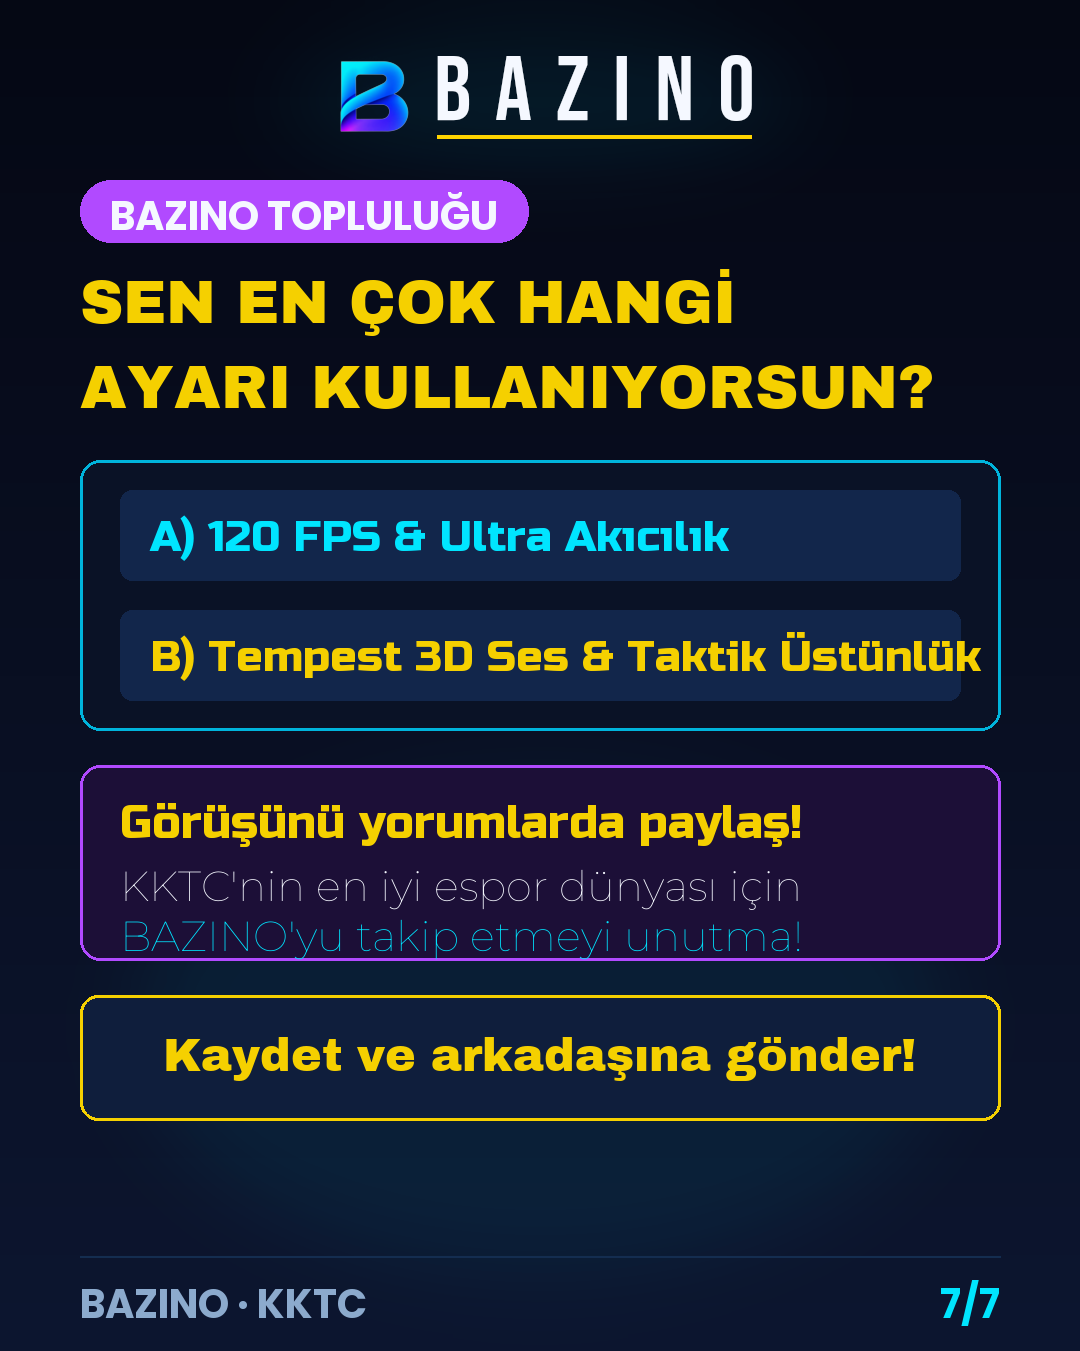 BAZINO
BAZINO TOPLULUĞU
SEN EN ÇOK HANGİ
AYARI KULLANIYORSUN?
A) 120 FPS & Ultra Akıcılık
B) Tempest 3D Ses & Taktik Üstünlük
Görüşünü yorumlarda paylaş!
KKTC'nin en iyi espor dünyası için
BAZINO'yu takip etmeyi unutma!
Kaydet ve arkadaşına gönder!
BAZINO · KKTC
7/7